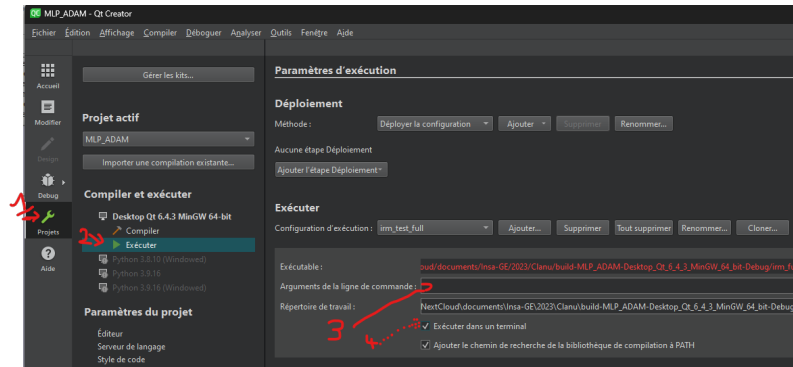 QC MLP_ADAM - Qt Creator
Fichier Édition Affichage Compiler Déboguer Analyser Outils Fenêtre Aide
Accueil
Modifier
Design
Debug
Projets
Aide
1
2
3
4
Gérer les kits...
Projet actif
MLP_ADAM
Importer une compilation existante...
Compiler et exécuter
Desktop Qt 6.4.3 MinGW 64-bit
Compiler
Exécuter
Python 3.8.10 (Windowed)
Python 3.9.16
Python 3.9.16 (Windowed)
Paramètres du projet
Éditeur
Serveur de langage
Style de code
Paramètres d'exécution
Déploiement
Méthode : Déployer la configuration Ajouter Supprimer Renommer...
Aucune étape Déploiement
Ajouter l'étape Déploiement
Exécuter
Configuration d'exécution : irm_test_full Ajouter... Supprimer Tout supprimer Renommer... Cloner...
Exécutable : oud/documents/Insa-GE/2023/Clanu/build-MLP_ADAM-Desktop_Qt_6_4_3_MinGW_64_bit-Debug/irm_fu
Arguments de la ligne de commande :
Répertoire de travail : NextCloud\documents\Insa-GE\2023\Clanu\build-MLP_ADAM-Desktop_Qt_6_4_3_MinGW_64_bit-Debug
Exécuter dans un terminal
Ajouter le chemin de recherche de la bibliothèque de compilation à PATH